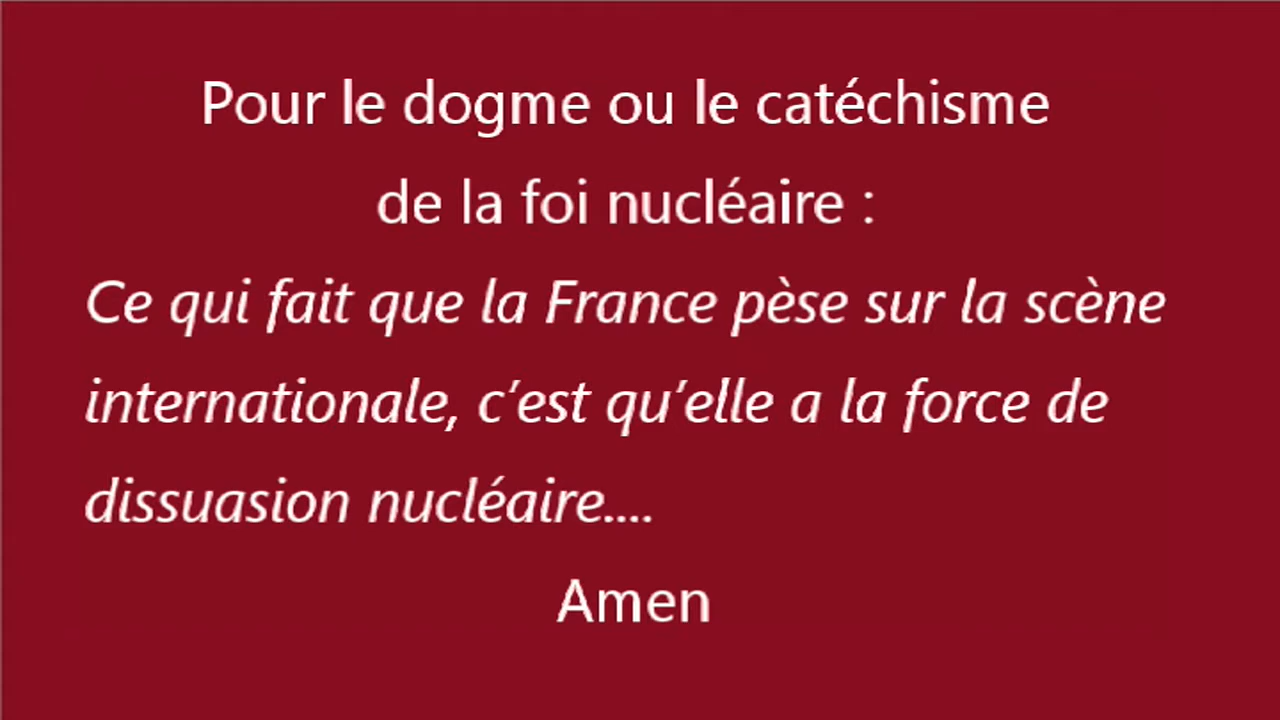 Pour le dogme ou le catéchisme
de la foi nucléaire :
Ce qui fait que la France pèse sur la scène
internationale, c’est qu’elle a la force de
dissuasion nucléaire....
Amen